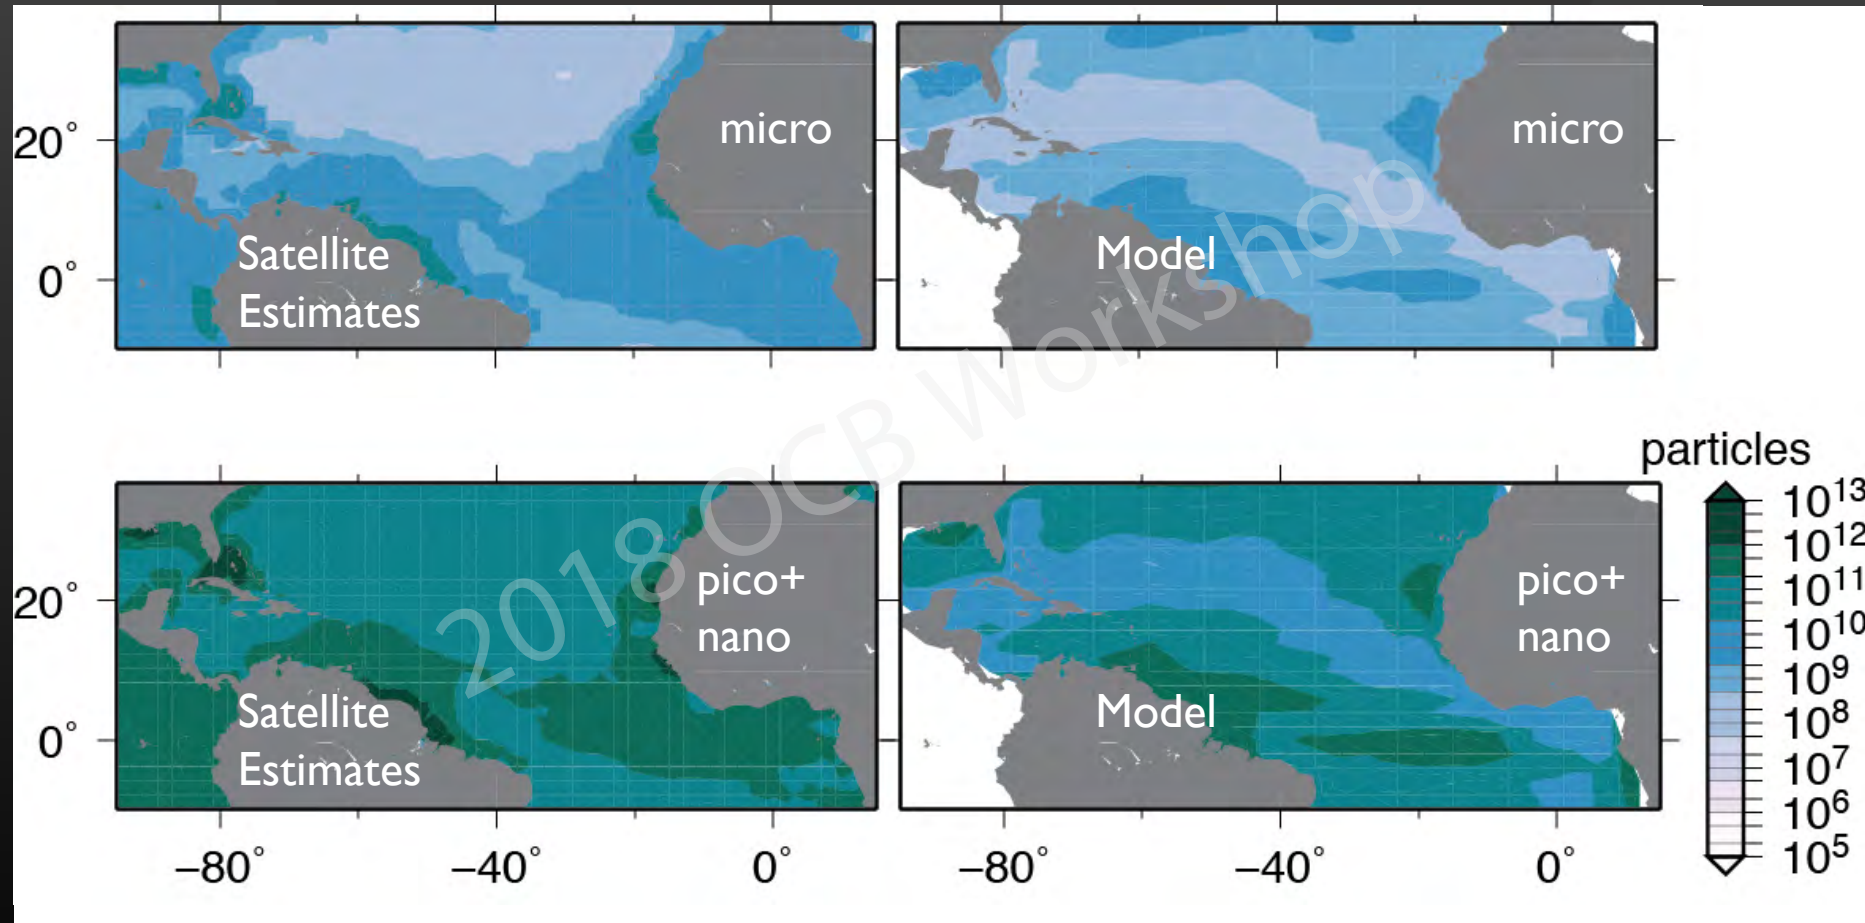 micro
micro
20°
Satellite
Estimates
Model
0°
particles
10¹³
10¹²
10¹¹
10¹⁰
10⁹
10⁸
10⁷
10⁶
10⁵
pico+
nano
pico+
nano
20°
Satellite
Estimates
Model
0°
−80° −40° 0° −80° −40° 0°
2018 OCB Workshop